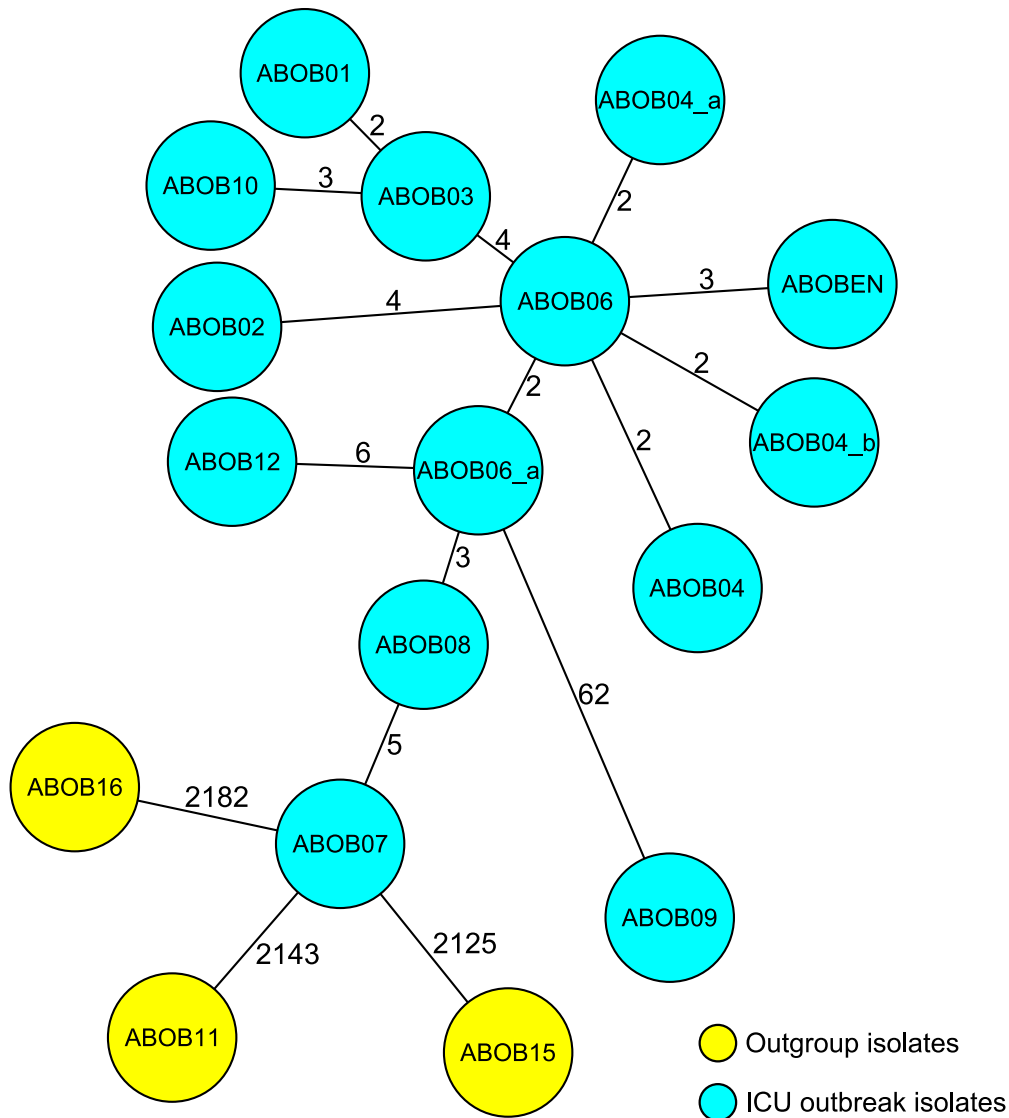 ABOB01
ABOB04_a
2
ABOB10
3
ABOB03
2
4
ABOB06
3
ABOBEN
ABOB02
4
2
2
ABOB04_b
ABOB12
6
ABOB06_a
2
3
ABOB04
ABOB08
62
5
ABOB16
2182
ABOB07
ABOB09
2143
2125
ABOB11
ABOB15
Outgroup isolates
ICU outbreak isolates